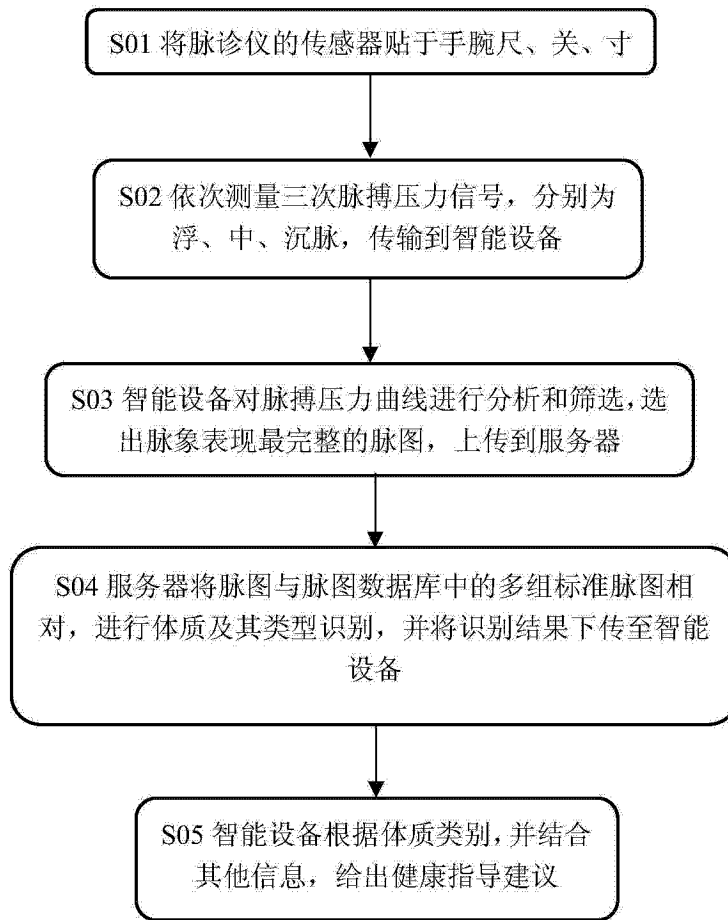 S01 将脉诊仪的传感器贴于手腕尺、关、寸
S02 依次测量三次脉搏压力信号，分别为
浮、中、沉脉，传输到智能设备
S03 智能设备对脉搏压力曲线进行分析和筛选，选
出脉象表现最完整的脉图，上传到服务器
S04 服务器将脉图与脉图数据库中的多组标准脉图相
对，进行体质及其类型识别，并将识别结果下传至智能
设备
S05 智能设备根据体质类别，并结合
其他信息，给出健康指导建议